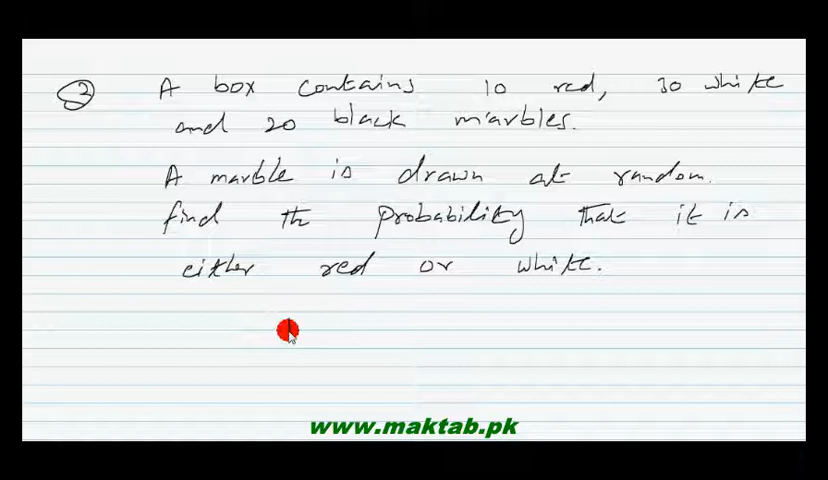 2 A box contains 10 red, 30 white
and 20 black marbles.
A marble is drawn at random.
find the probability that it is
either red or white.
www.maktab.pk